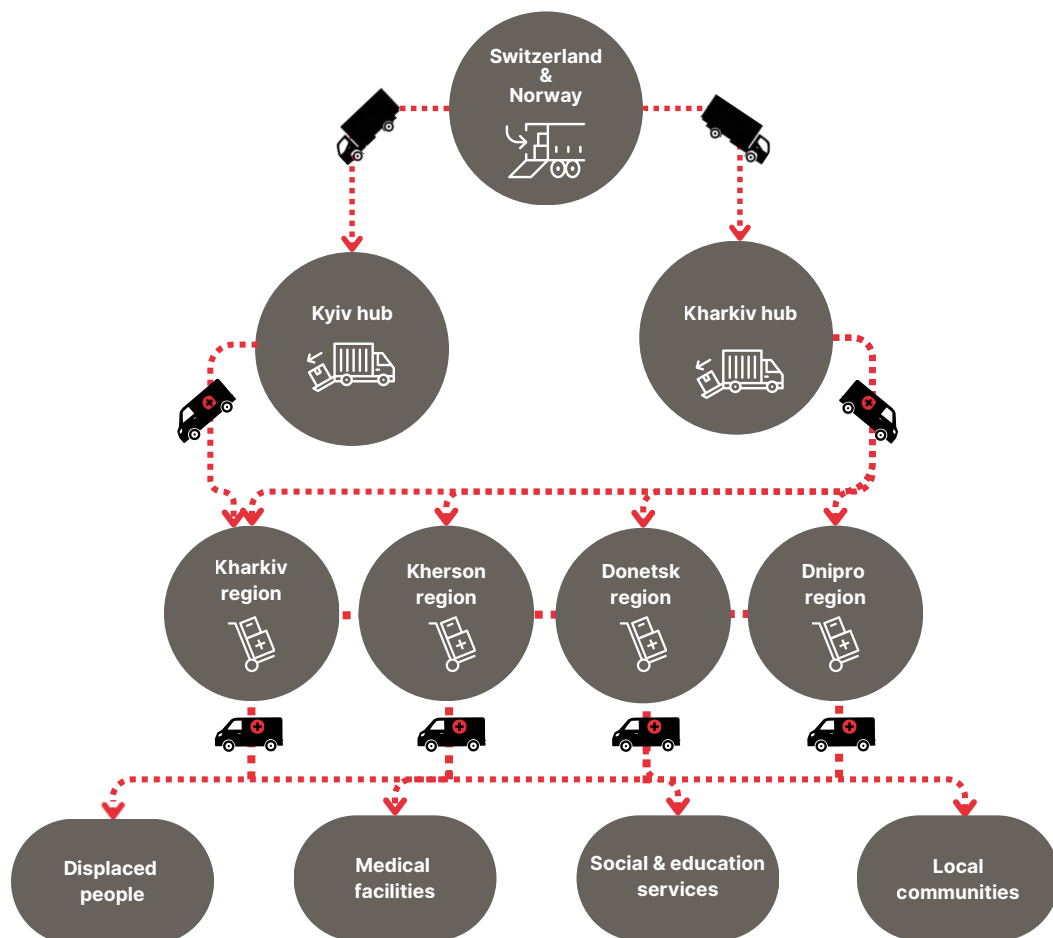 Switzerland
&
Norway
Kyiv hub
Kharkiv hub
Kharkiv
region
Kherson
region
Donetsk
region
Dnipro
region
Displaced
people
Medical
facilities
Social & education
services
Local
communities